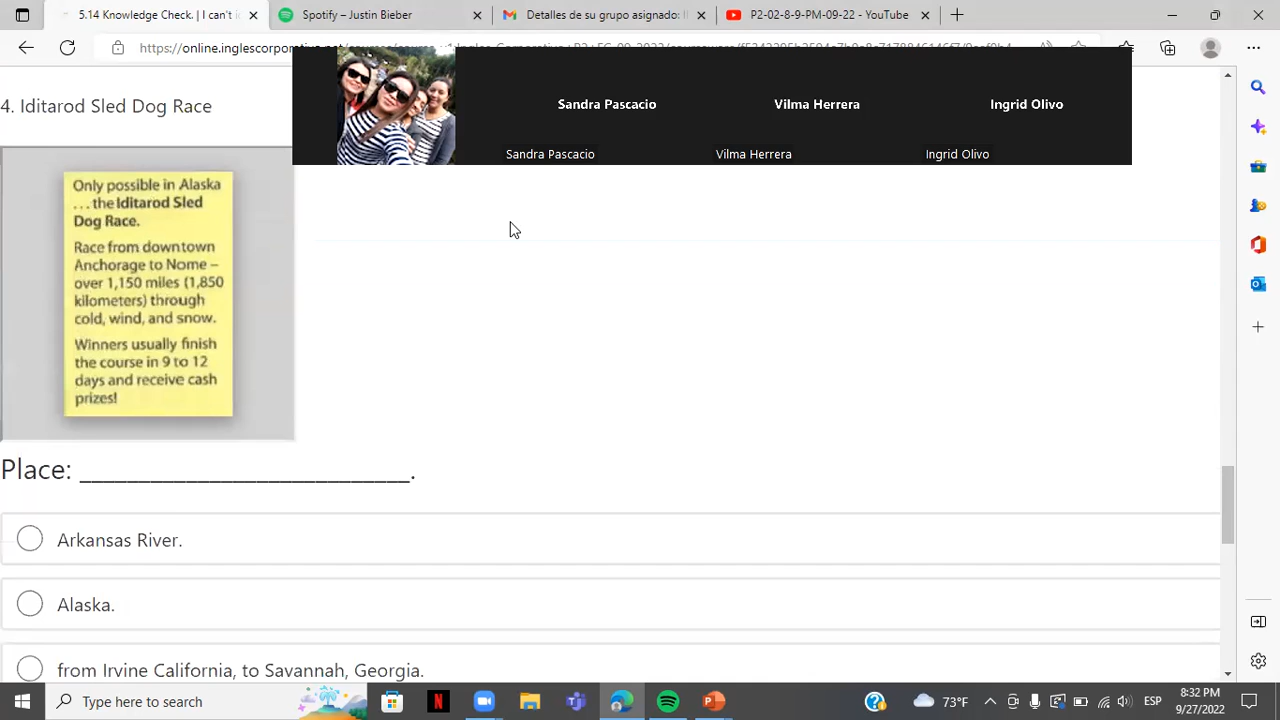 5.14 Knowledge Check. | I can't i
Spotify – Justin Bieber
Detalles de su grupo asignado: I
P2-02-8-9-PM-09-22 - YouTube
4. Iditarod Sled Dog Race
Sandra Pascacio
Vilma Herrera
Ingrid Olivo
Sandra Pascacio
Vilma Herrera
Ingrid Olivo
Only possible in Alaska
... the Iditarod Sled
Dog Race.
Race from downtown
Anchorage to Nome –
over 1,150 miles (1,850
kilometers) through
cold, wind, and snow.
Winners usually finish
the course in 9 to 12
days and receive cash
prizes!
Place: ____________________________.
Arkansas River.
Alaska.
from Irvine California, to Savannah, Georgia.
Type here to search
73°F
ESP
8:32 PM
9/27/2022